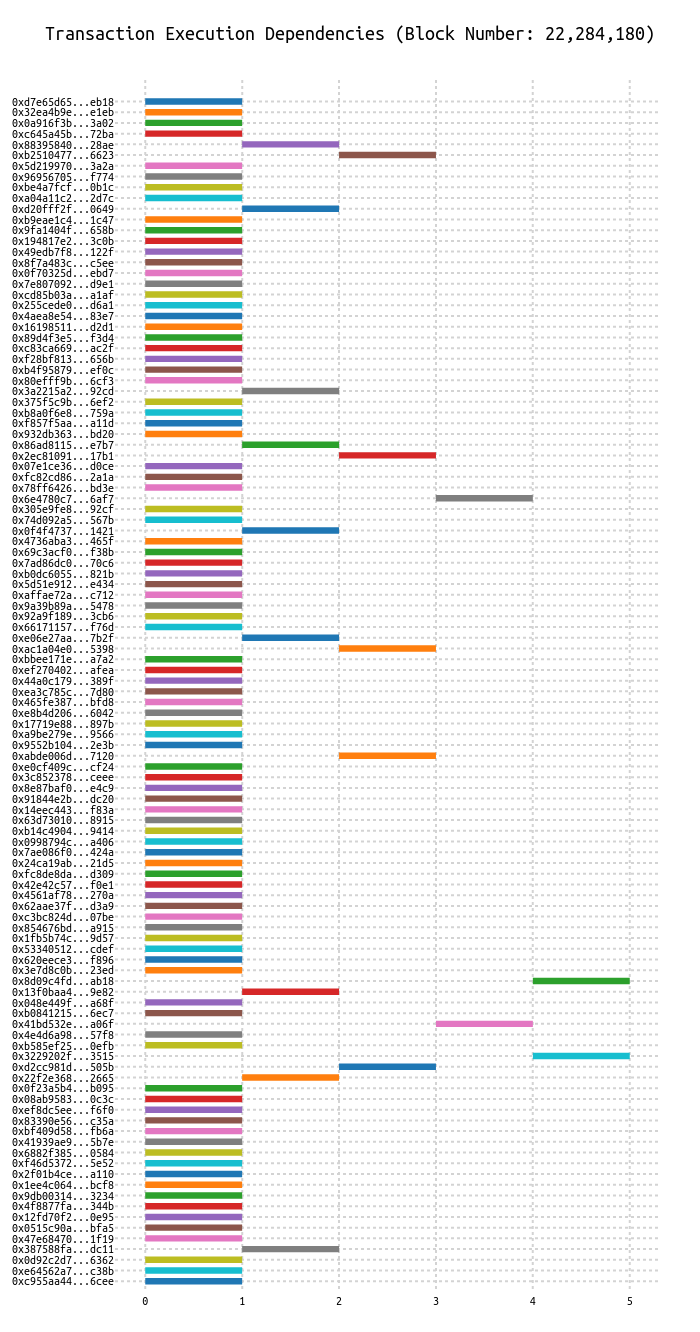 Transaction Execution Dependencies (Block Number: 22,284,180)
0xd7e65d65...eb18
0x32ea4b9e...e1eb
0x0a916f3b...3a02
0xc645a45b...72ba
0x88395840...28ae
0xb2510477...6623
0x5d219970...3a2a
0x96956705...f774
0xbe4a7fcf...0b1c
0xa04a11c2...2d7c
0xd20fff2f...0649
0xb9eae1c4...1c47
0x9fa1404f...658b
0x194817e2...3c0b
0x49edb7f8...122f
0x8f7a483c...c5ee
0x0f70325d...ebd7
0x7e807092...d9e1
0xcd85b03a...a1af
0x255cede0...d6a1
0x4aea8e54...83e7
0x16198511...d2d1
0x89d4f3e5...f3d4
0xc83ca669...ac2f
0xf28bf813...656b
0xb4f95879...ef0c
0x80efff9b...6cf3
0x3a2215a2...92cd
0x375f5c9b...6ef2
0xb8a0f6e8...759a
0xf857f5aa...a11d
0x932db363...bd20
0x86ad8115...e7b7
0x2ec81091...17b1
0x07e1ce36...d0ce
0xfc82cd86...2a1a
0x78ff6426...bd3e
0x6e4780c7...6af7
0x305e9fe8...92cf
0x74d092a5...567b
0x0f4f4737...1421
0x4736aba3...465f
0x69c3acf0...f38b
0x7ad86dc0...70c6
0xb0dc6055...821b
0x5d51e912...e434
0xaffae72a...c712
0x9a39b89a...5478
0x92a9f189...3cb6
0x66171157...f76d
0xe06e27aa...7b2f
0xac1a04e0...5398
0xbbee171e...a7a2
0xef270402...afea
0x44a0c179...389f
0xea3c785c...7d80
0x465fe387...bfd8
0xe8b4d206...6042
0x17719e88...897b
0xa9be279e...9566
0x9552b104...2e3b
0xabde006d...7120
0xe0cf409c...cf24
0x3c852378...ceee
0x8e87baf0...e4c9
0x91844e2b...dc20
0x14eec443...f83a
0x63d73010...8915
0xb14c4904...9414
0x0998794c...a406
0x7ae086f0...424a
0x24ca19ab...21d5
0xfc8de8da...d309
0x42e42c57...f0e1
0x4561af78...270a
0x62aae37f...d3a9
0xc3bc824d...07be
0x854676bd...a915
0x1fb5b74c...9d57
0x53340512...cdef
0x620eece3...f896
0x3e7d8c0b...23ed
0x8d09c4fd...ab18
0x13f0baa4...9e82
0x048e449f...a68f
0xb0841215...6ec7
0x41bd532e...a06f
0x4e4d6a98...57f8
0xb585ef25...0efb
0x3229202f...3515
0xd2cc981d...505b
0x22f2e368...2665
0x0f23a5b4...b095
0x08ab9583...0c3c
0xef8dc5ee...f6f0
0x83390e56...c35a
0xbf409d58...fb6a
0x41939ae9...5b7e
0x6882f385...0584
0xf46d5372...5e52
0x2f01b4ce...a110
0x1ee4c064...bcf8
0x9db00314...3234
0x4f8877fa...344b
0x12fd70f2...0e95
0x0515c90a...bfa5
0x47e68470...1f19
0x387588fa...dc11
0x0d92c2d7...6362
0xe64562a7...c38b
0xc955aa44...6cee
0 1 2 3 4 5